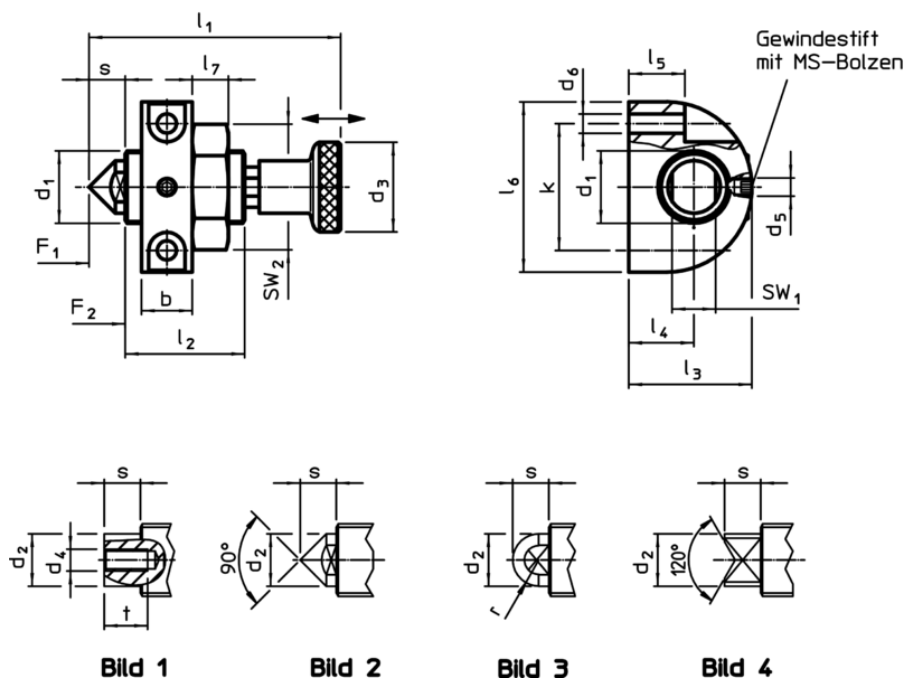 l1
s
l7
d1
d3
F1
SW2
b
F2
l2
Gewindestift
mit MS-Bolzen
l5
d6
l6
k
d1
d5
SW1
l4
l3
s
d2
d4
t
Bild 1
s
90°
d2
Bild 2
s
d2
r
Bild 3
s
d2
120°
Bild 4